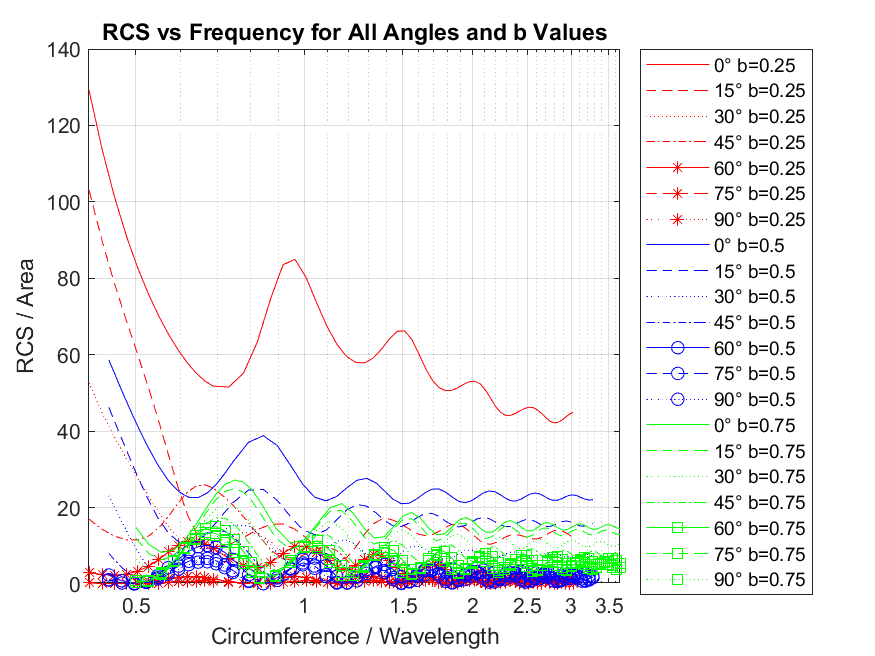 RCS vs Frequency for All Angles and b Values
140
120
100
80
60
40
20
0
RCS / Area
0.5
1
1.5
2
2.5
3
3.5
Circumference / Wavelength
0° b=0.25
15° b=0.25
30° b=0.25
45° b=0.25
60° b=0.25
75° b=0.25
90° b=0.25
0° b=0.5
15° b=0.5
30° b=0.5
45° b=0.5
60° b=0.5
75° b=0.5
90° b=0.5
0° b=0.75
15° b=0.75
30° b=0.75
45° b=0.75
60° b=0.75
75° b=0.75
90° b=0.75